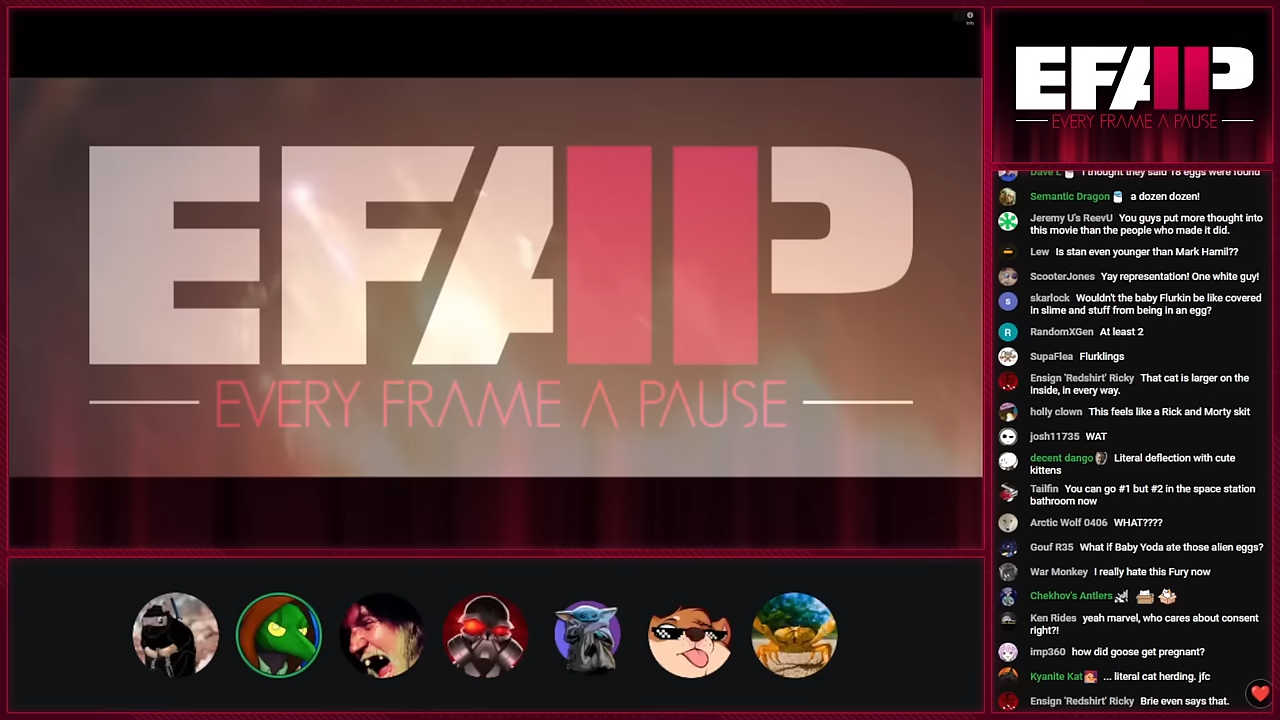 Info
EFAP
EVERY FRAME A PAUSE
EFAP
EVERY FRAME A PAUSE
Dave L I thought they said 18 eggs were found
Semantic Dragon a dozen dozen!
Jeremy U's ReevU You guys put more thought into
this movie than the people who made it did.
Lew Is stan even younger than Mark Hamil??
ScooterJones Yay representation! One white guy!
s
skarlock Wouldn't the baby Flurkin be like covered
in slime and stuff from being in an egg?
R
RandomXGen At least 2
SupaFlea Flurklings
Ensign 'Redshirt' Ricky That cat is larger on the
inside, in every way.
holly clown This feels like a Rick and Morty skit
josh11735 WAT
decent dango Literal deflection with cute
kittens
Tailfin You can go #1 but #2 in the space station
bathroom now
Arctic Wolf 0406 WHAT????
Gouf R35 What if Baby Yoda ate those alien eggs?
War Monkey I really hate this Fury now
Chekhov's Antlers
Ken Rides yeah marvel, who cares about consent
right?!
imp360 how did goose get pregnant?
Kyanite Kat ... literal cat herding. jfc
Ensign 'Redshirt' Ricky Brie even says that.